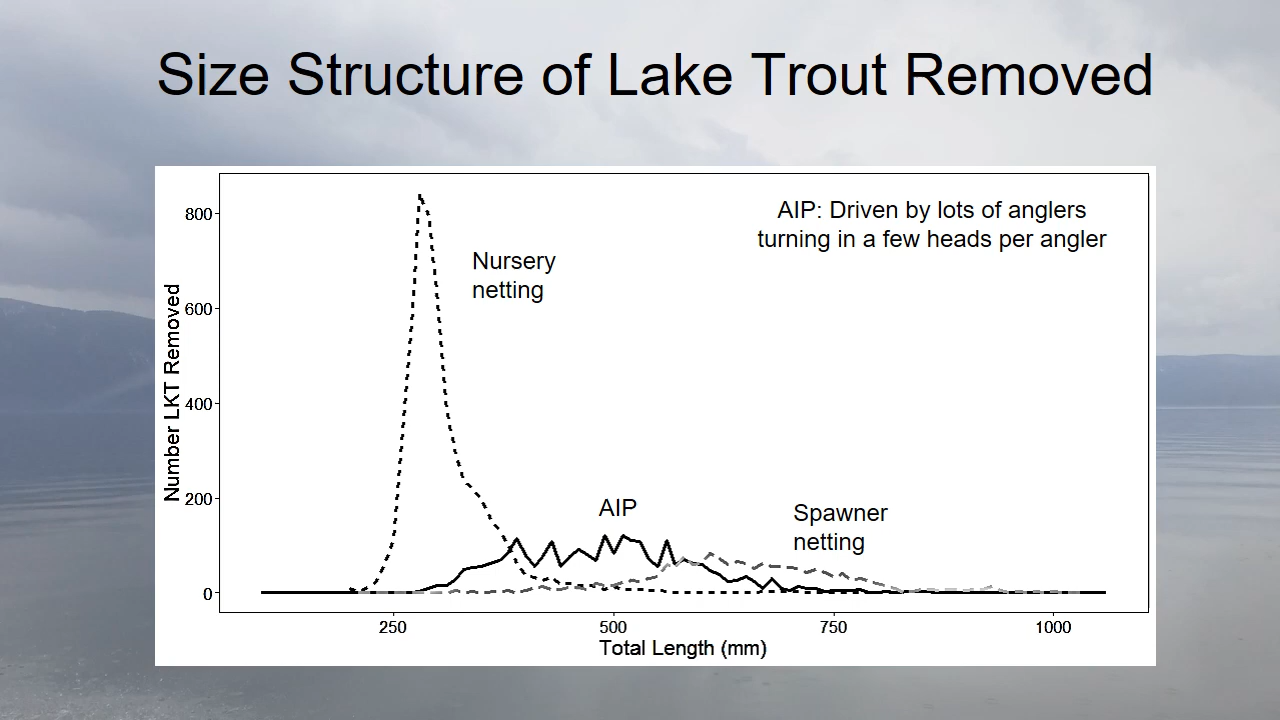 Size Structure of Lake Trout Removed
AIP: Driven by lots of anglers
turning in a few heads per angler
Nursery
netting
AIP
Spawner
netting
Number LKT Removed
800
600
400
200
0
250 500 750 1000
Total Length (mm)